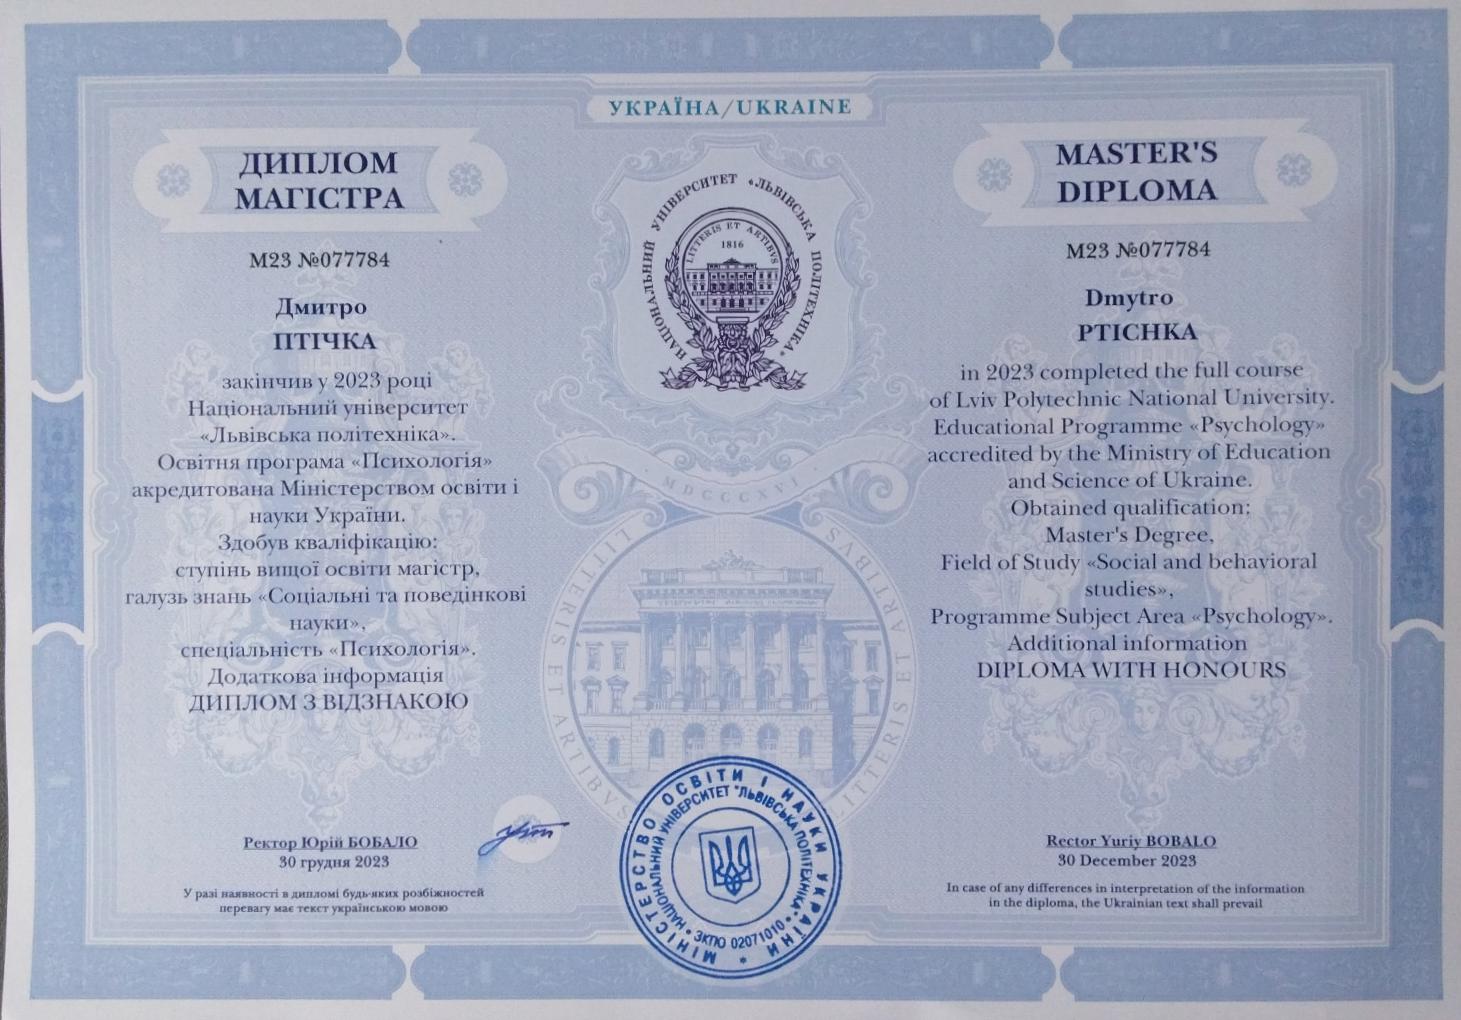 УКРАЇНА/UKRAINE
ДИПЛОМ
МАГІСТРА
М23 №077784
Дмитро
ПТІЧКА
закінчив у 2023 році
Національний університет
«Львівська політехніка».
Освітня програма «Психологія»
акредитована Міністерством освіти і
науки України.
Здобув кваліфікацію:
ступінь вищої освіти магістр,
галузь знань «Соціальні та поведінкові
науки»,
спеціальність «Психологія».
Додаткова інформація
ДИПЛОМ З ВІДЗНАКОЮ
Ректор Юрій БОБАЛО
30 грудня 2023
У разі наявності в дипломі будь-яких розбіжностей
перевагу має текст українською мовою
НАЦІОНАЛЬНИЙ УНІВЕРСИТЕТ «ЛЬВІВСЬКА ПОЛІТЕХНІКА»
LITTERIS ET ARTIBVS
1816
MDCCCXVI
LITTERIS ET ARTIBVS
LITTERIS ET ARTIBVS
МІНІСТЕРСТВО ОСВІТИ І НАУКИ УКРАЇНИ *
НАЦІОНАЛЬНИЙ УНІВЕРСИТЕТ "ЛЬВІВСЬКА ПОЛІТЕХНІКА" • ЗКПО 02071010 •
MASTER'S
DIPLOMA
М23 №077784
Dmytro
PTICHKA
in 2023 completed the full course
of Lviv Polytechnic National University.
Educational Programme «Psychology»
accredited by the Ministry of Education
and Science of Ukraine.
Obtained qualification:
Master's Degree,
Field of Study «Social and behavioral
studies»,
Programme Subject Area «Psychology».
Additional information
DIPLOMA WITH HONOURS
Rector Yuriy BOBALO
30 December 2023
In case of any differences in interpretation of the information
in the diploma, the Ukrainian text shall prevail